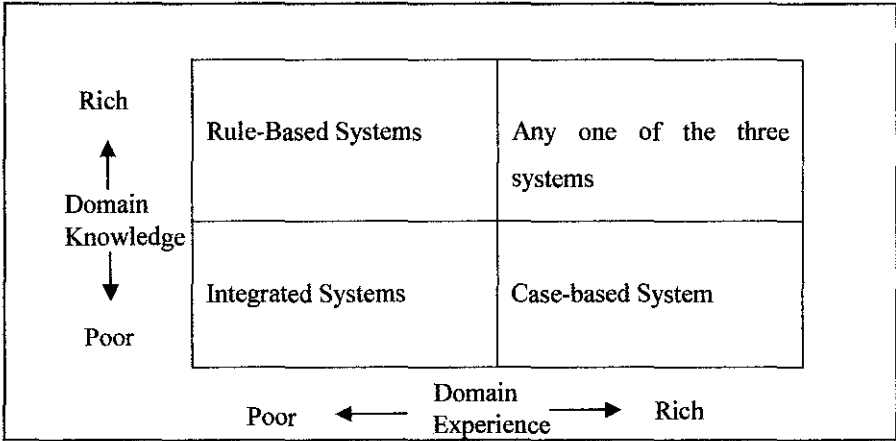 Rich
Rule-Based Systems
Any one of the three
systems
Domain
Knowledge
Integrated Systems
Case-based System
Poor
Poor
Domain
Experience
Rich